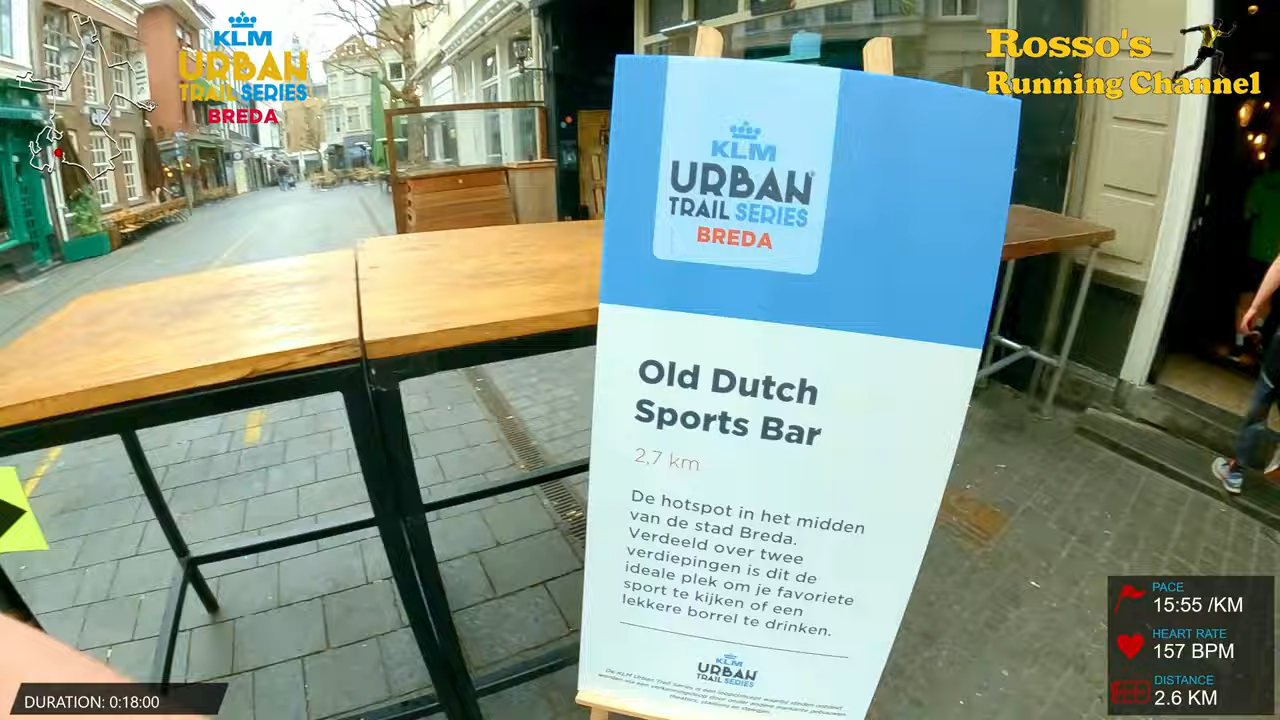 KLM
URBAN
TRAIL SERIES
BREDA
Rosso's
Running Channel
KLM
URBAN
TRAIL SERIES
BREDA
Old Dutch
Sports Bar
2,7 km
De hotspot in het midden
van de stad Breda.
Verdeeld over twee
verdiepingen is dit de
ideale plek om je favoriete
sport te kijken of een
lekkere borrel te drinken.
KLM
URBAN
TRAIL SERIES
PACE
15:55 /KM
HEART RATE
157 BPM
DISTANCE
2.6 KM
DURATION: 0:18:00